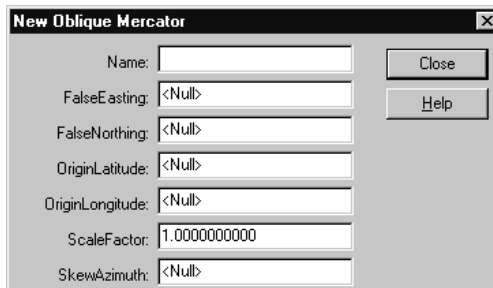 New Oblique Mercator
Name:
Close
FalseEasting: <Null>
Help
FalseNorthing: <Null>
OriginLatitude: <Null>
OriginLongitude: <Null>
ScaleFactor: 1.0000000000
SkewAzimuth: <Null>